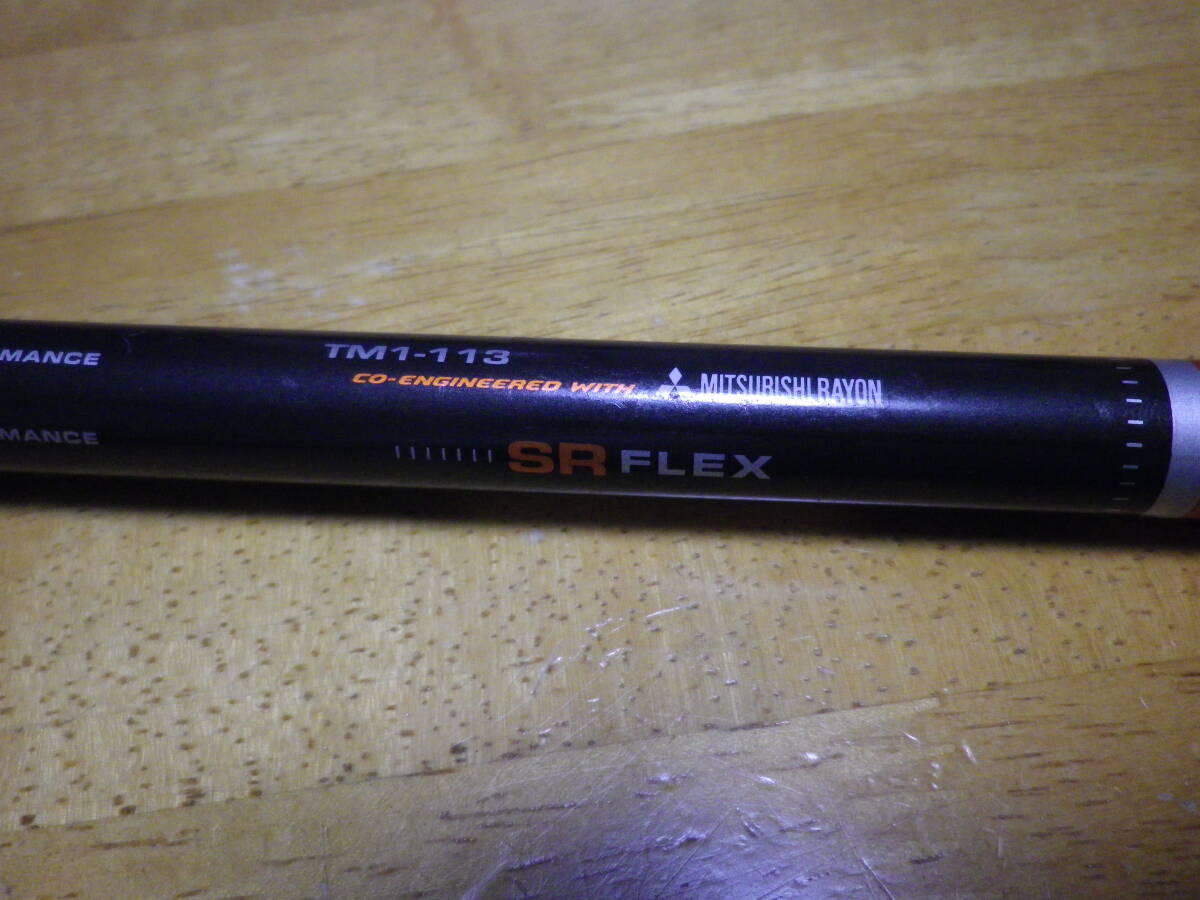 MANCE
MANCE
TM1-113
CO-ENGINEERED WITH MITSUBISHI RAYON
SR FLEX